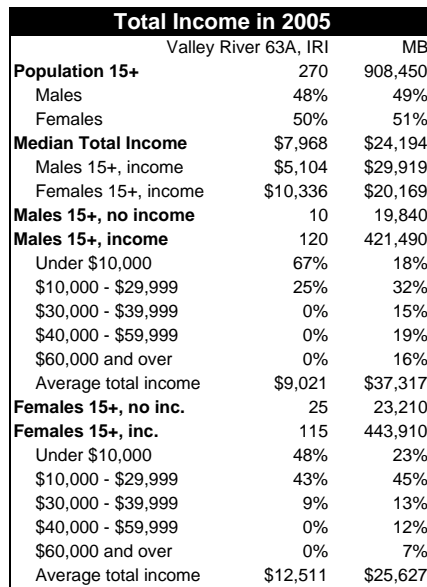 Total Income in 2005
Valley River 63A, IRI MB
Population 15+ 270 908,450
Males 48% 49%
Females 50% 51%
Median Total Income $7,968 $24,194
Males 15+, income $5,104 $29,919
Females 15+, income $10,336 $20,169
Males 15+, no income 10 19,840
Males 15+, income 120 421,490
Under $10,000 67% 18%
$10,000 - $29,999 25% 32%
$30,000 - $39,999 0% 15%
$40,000 - $59,999 0% 19%
$60,000 and over 0% 16%
Average total income $9,021 $37,317
Females 15+, no inc. 25 23,210
Females 15+, inc. 115 443,910
Under $10,000 48% 23%
$10,000 - $29,999 43% 45%
$30,000 - $39,999 9% 13%
$40,000 - $59,999 0% 12%
$60,000 and over 0% 7%
Average total income $12,511 $25,627